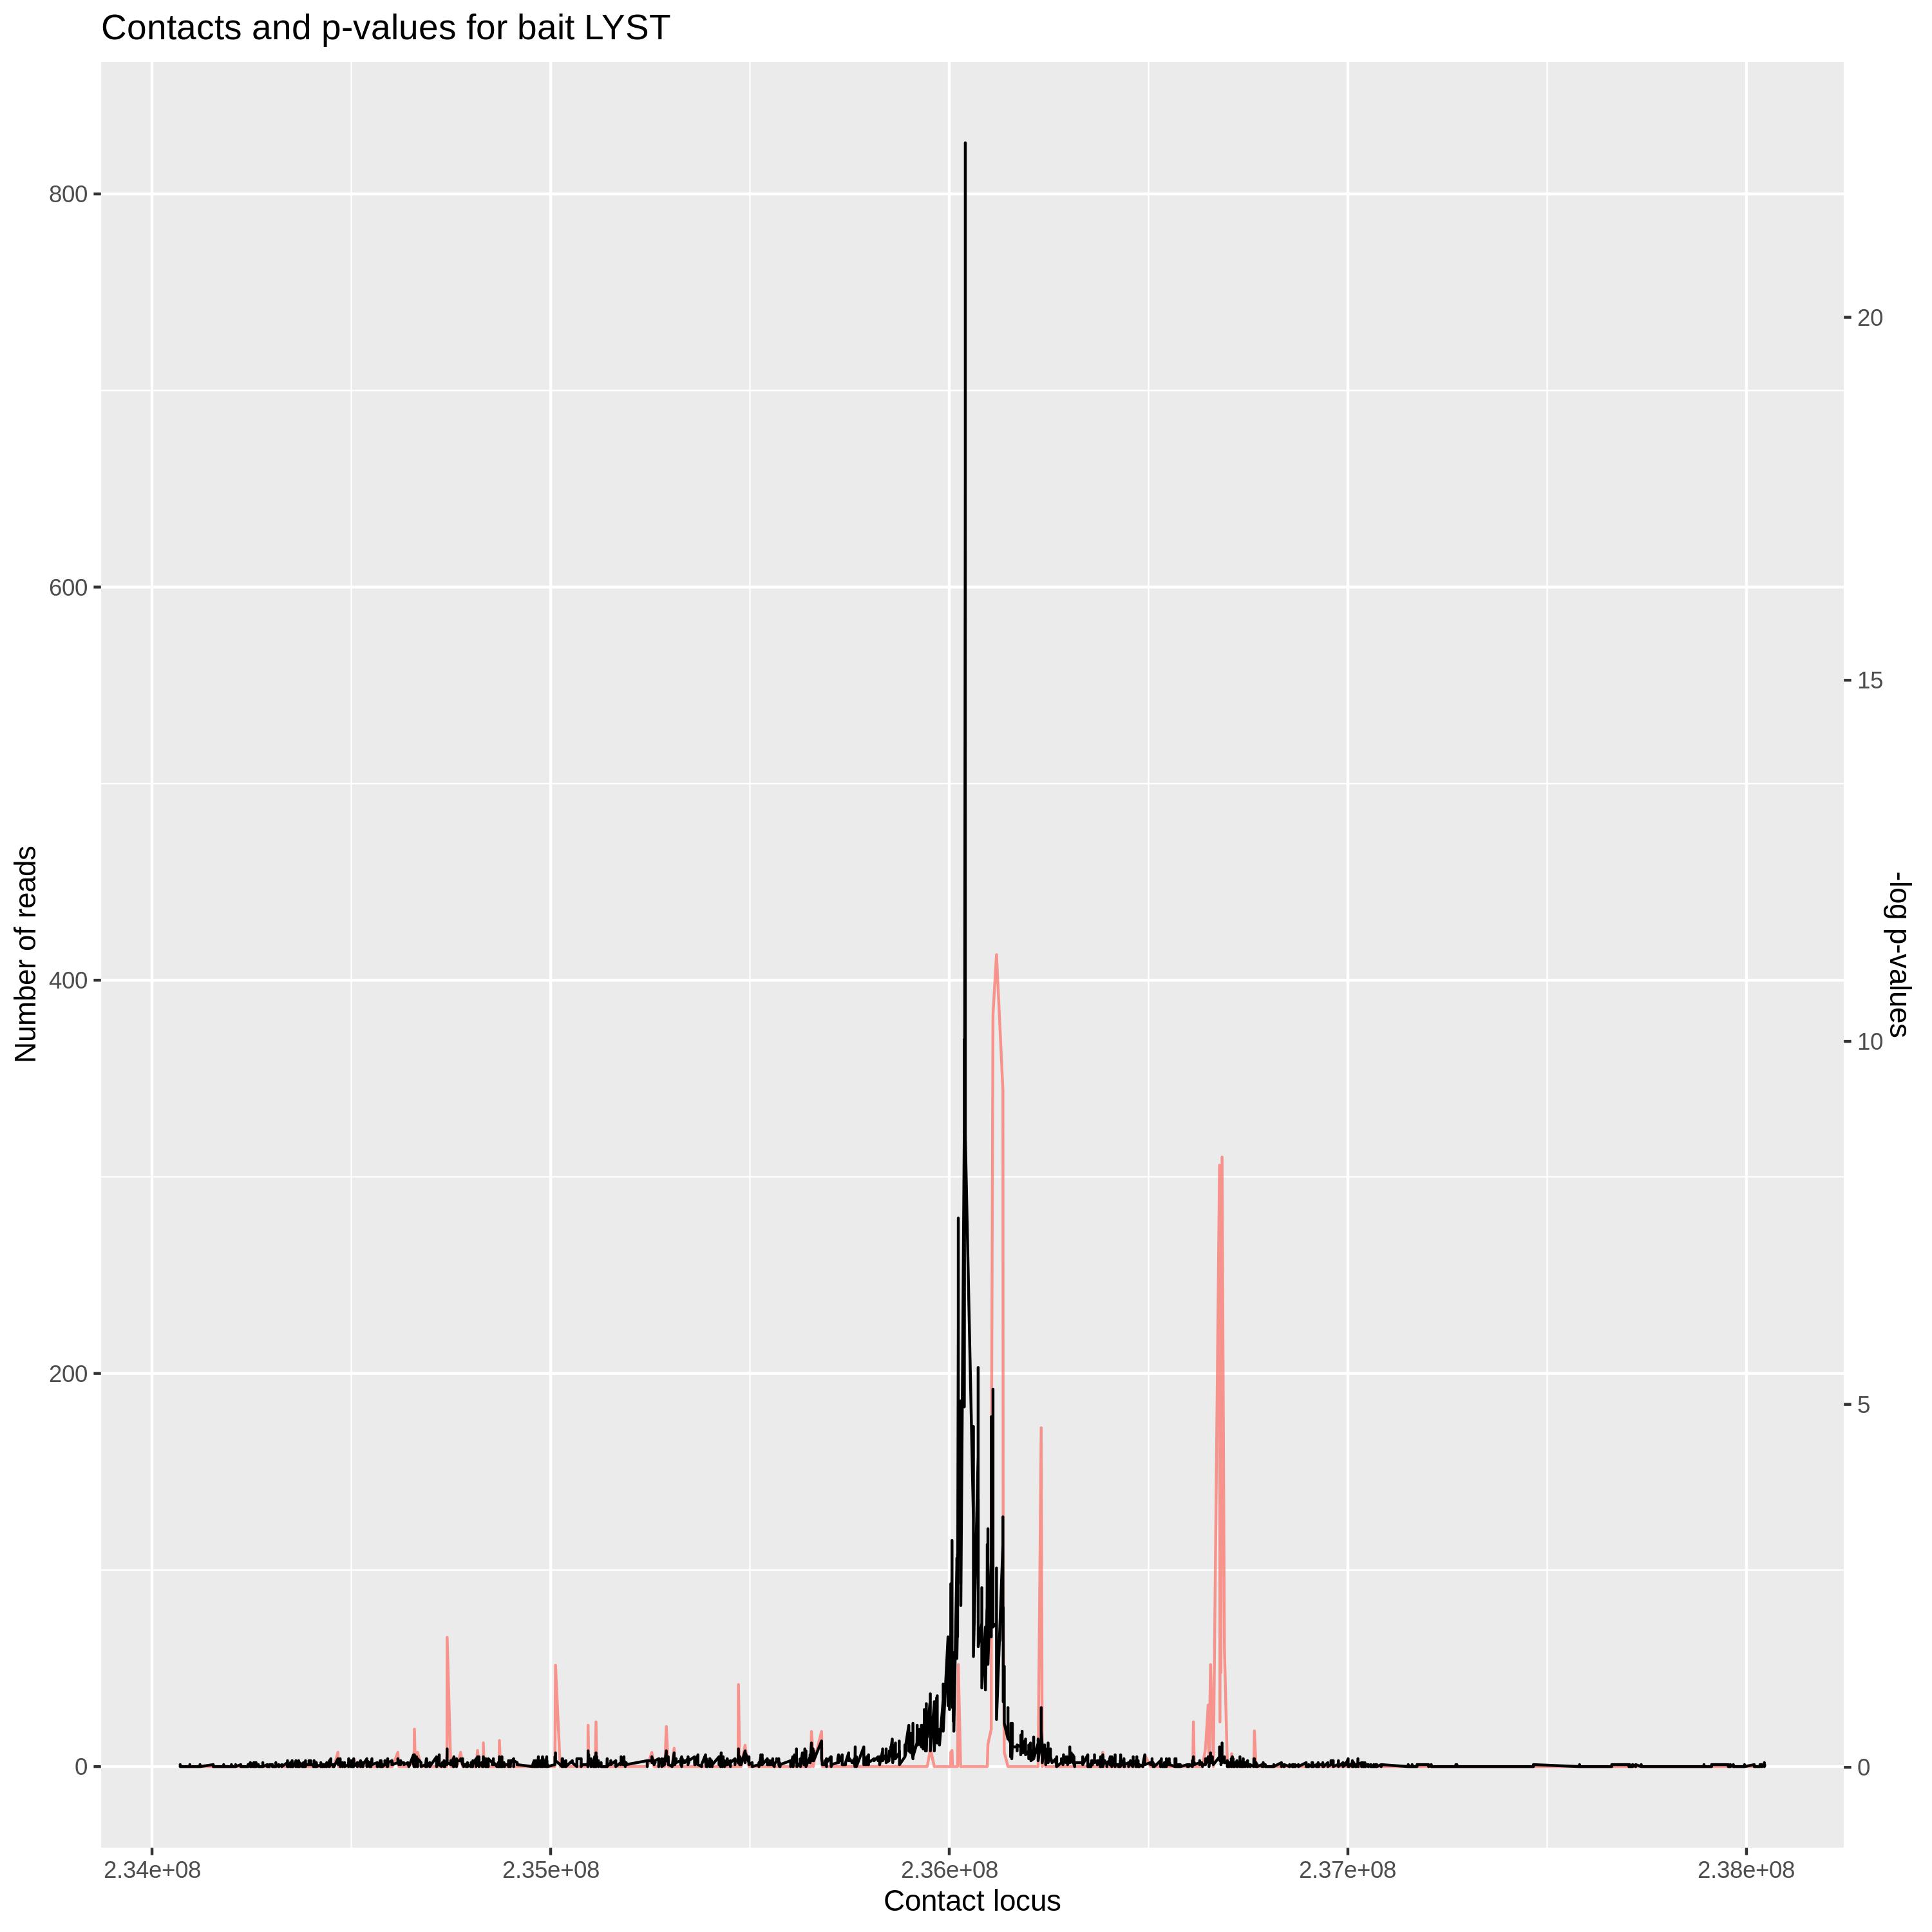 Contacts and p-values for bait LYST
800
600
400
200
0
Number of reads
20
15
10
5
0
-log p-values
2.34e+08
2.35e+08
2.36e+08
2.37e+08
2.38e+08
Contact locus